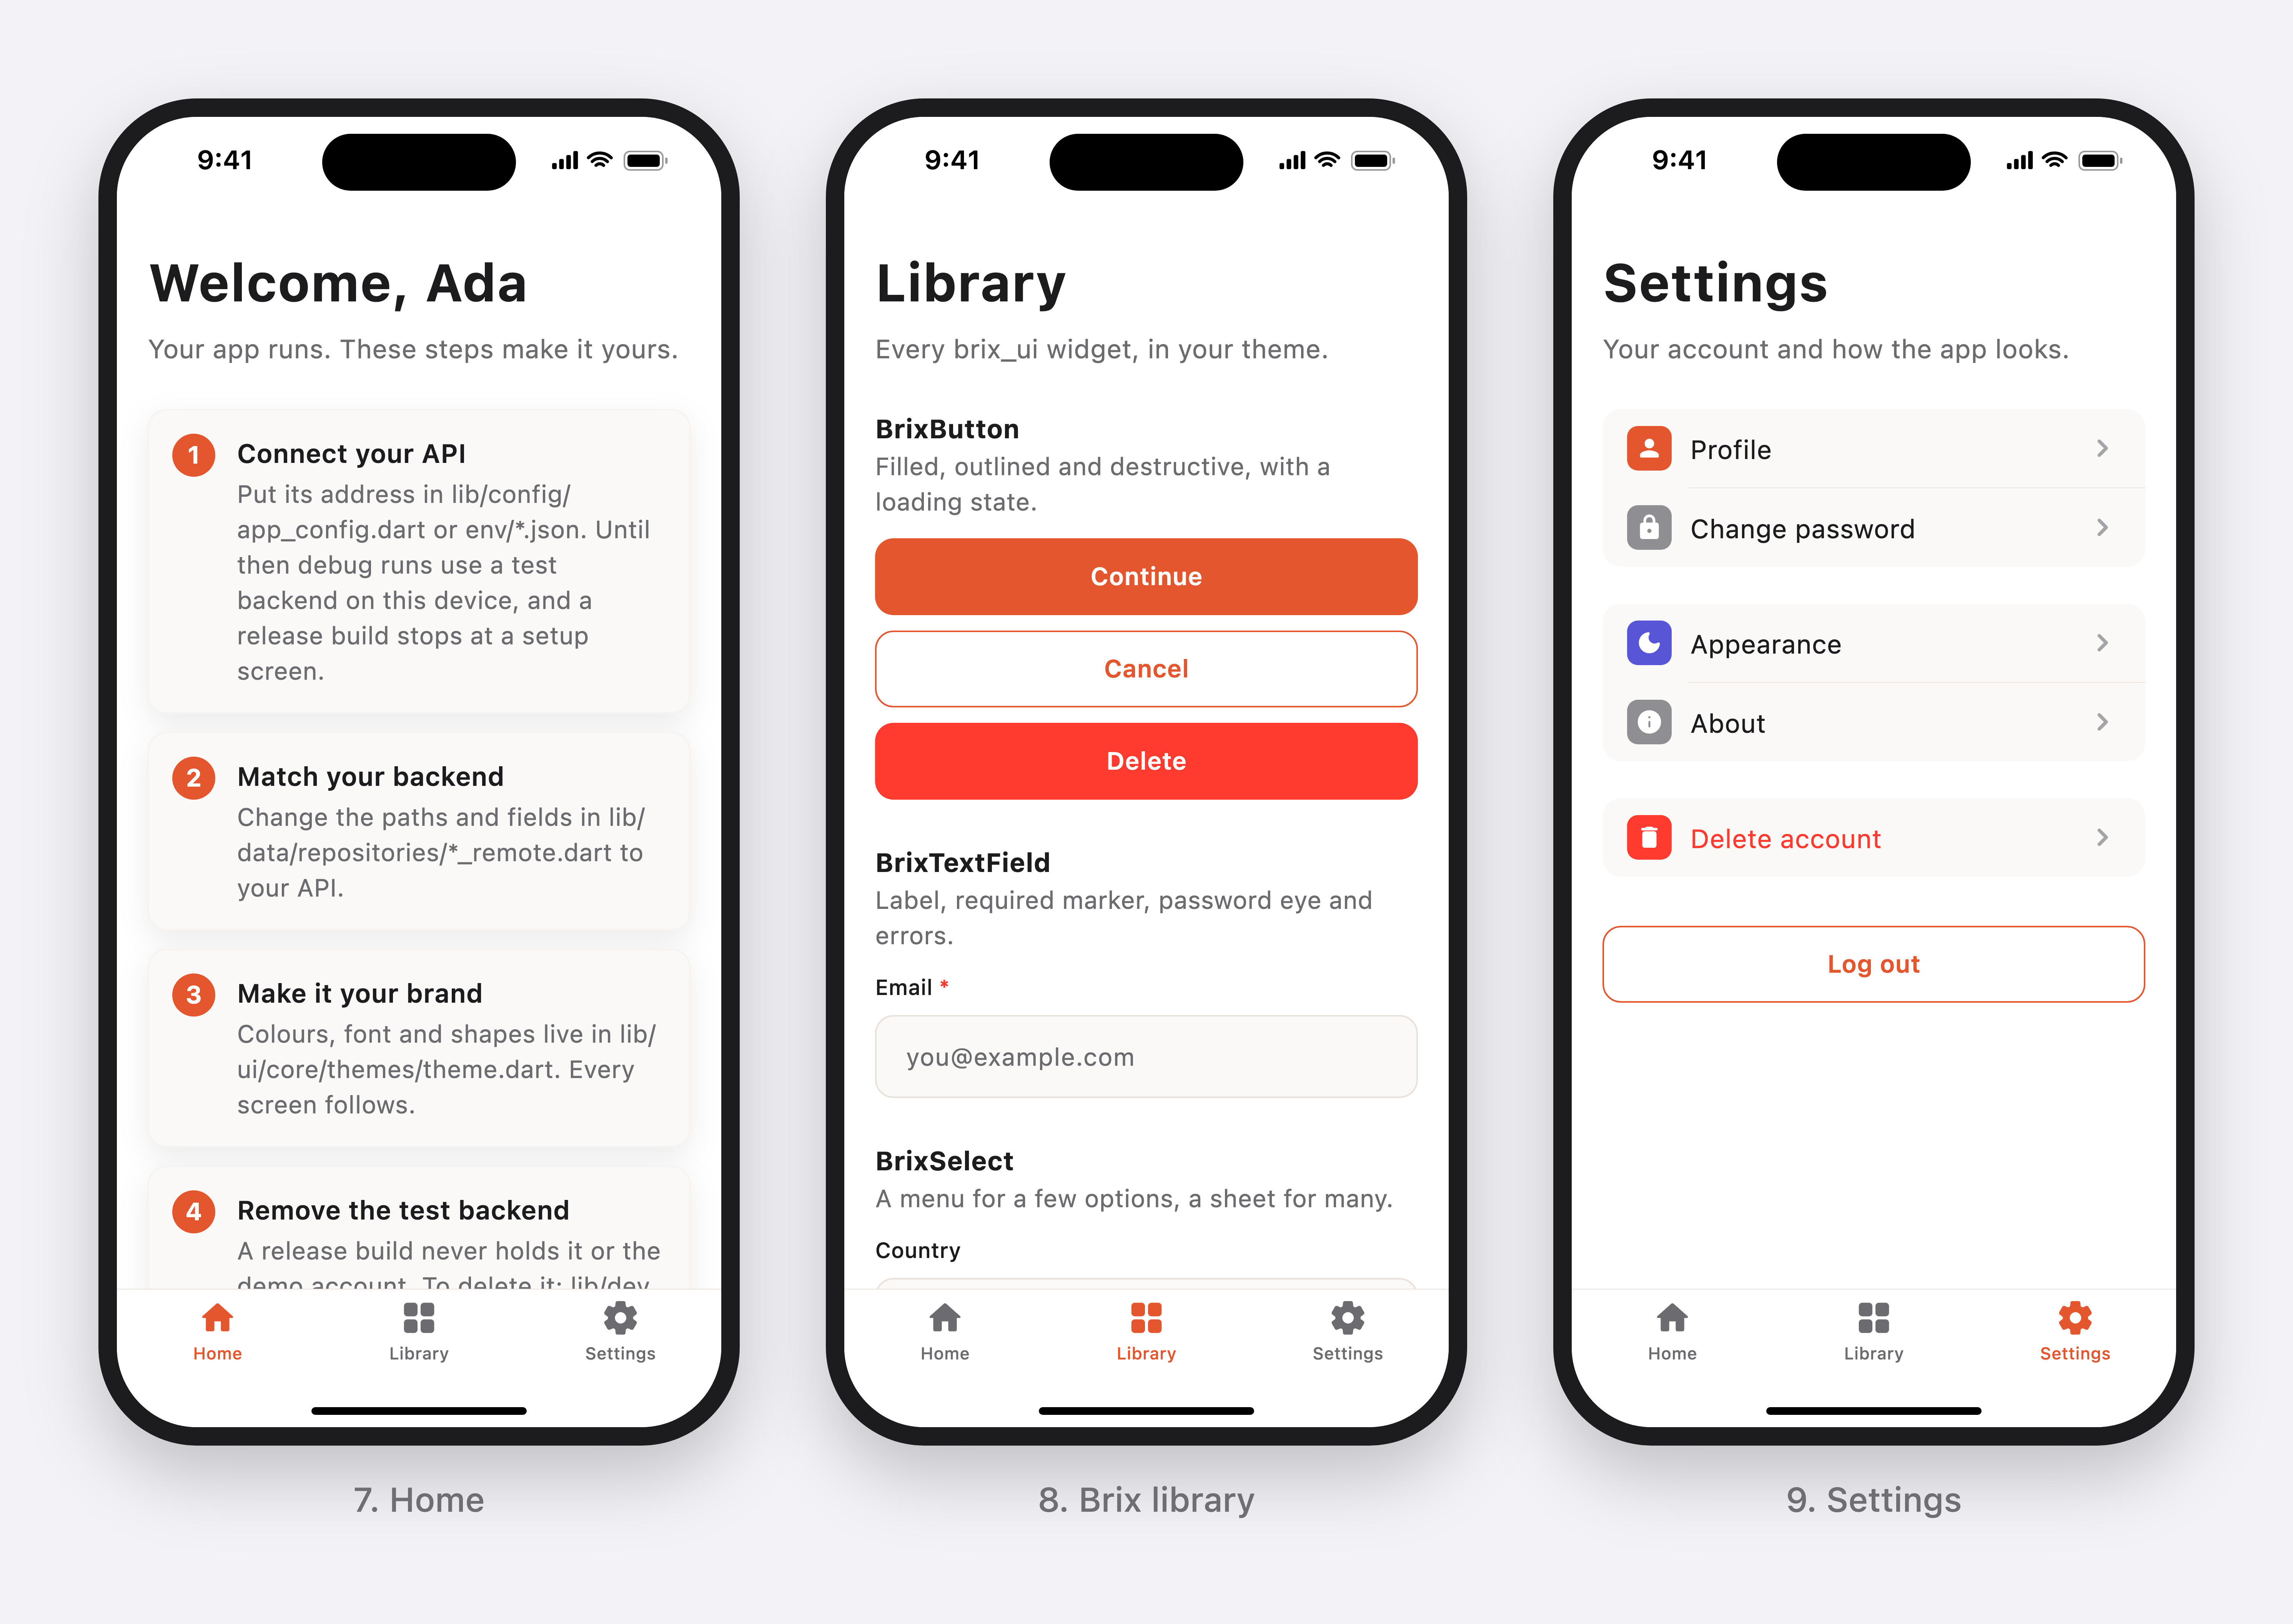 9:41
Welcome, Ada
Your app runs. These steps make it yours.
1
Connect your API
Put its address in lib/config/
app_config.dart or env/*.json. Until
then debug runs use a test
backend on this device, and a
release build stops at a setup
screen.
2
Match your backend
Change the paths and fields in lib/
data/repositories/*_remote.dart to
your API.
3
Make it your brand
Colours, font and shapes live in lib/
ui/core/themes/theme.dart. Every
screen follows.
4
Remove the test backend
A release build never holds it or the
demo account. To delete it: lib/dev
Home
Library
Settings
7. Home
9:41
Library
Every brix_ui widget, in your theme.
BrixButton
Filled, outlined and destructive, with a
loading state.
Continue
Cancel
Delete
BrixTextField
Label, required marker, password eye and
errors.
Email *
you@example.com
BrixSelect
A menu for a few options, a sheet for many.
Country
Home
Library
Settings
8. Brix library
9:41
Settings
Your account and how the app looks.
Profile
Change password
Appearance
About
Delete account
Log out
Home
Library
Settings
9. Settings